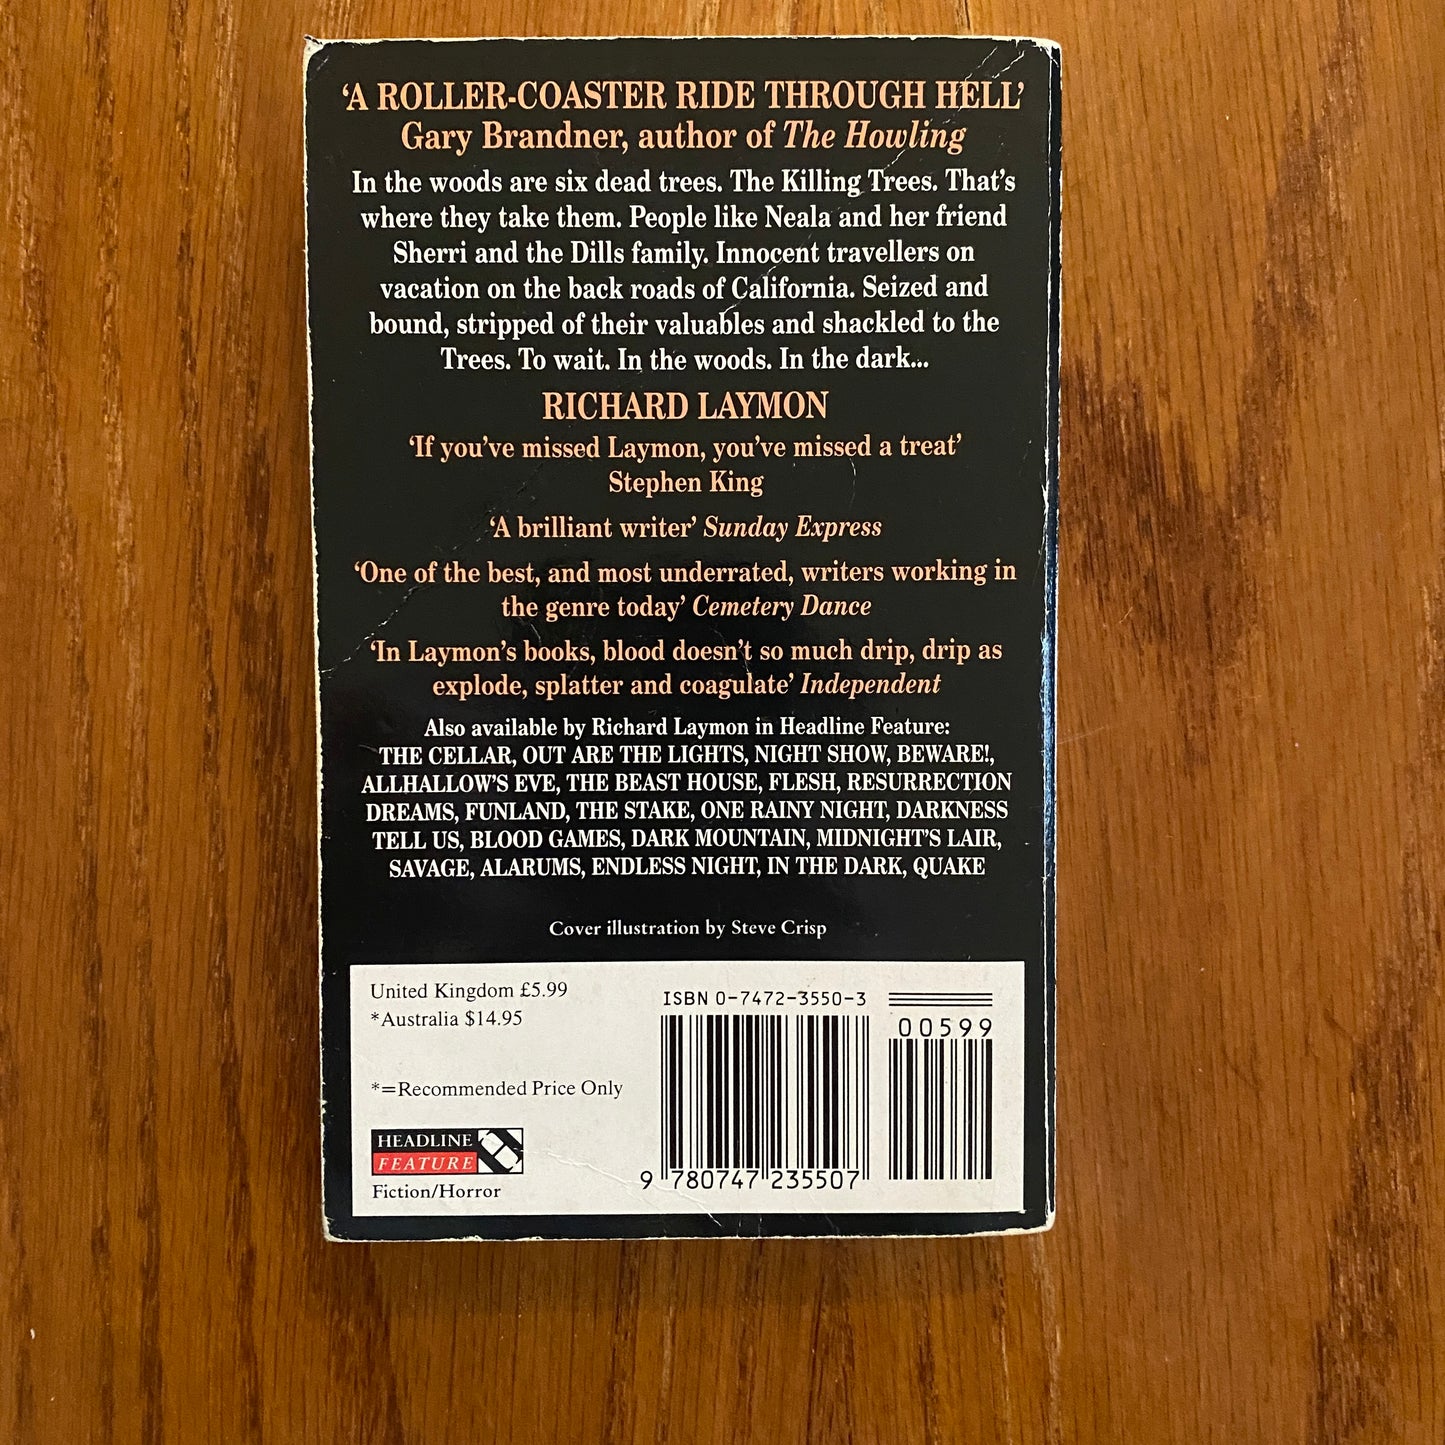 ‘A ROLLER-COASTER RIDE THROUGH HELL’
Gary Brandner, author of The Howling
In the woods are six dead trees. The Killing Trees. That’s
where they take them. People like Neala and her friend
Sherri and the Dills family. Innocent travellers on
vacation on the back roads of California. Seized and
bound, stripped of their valuables and shackled to the
Trees. To wait. In the woods. In the dark...
RICHARD LAYMON
‘If you’ve missed Laymon, you’ve missed a treat’
Stephen King
‘A brilliant writer’ Sunday Express
‘One of the best, and most underrated, writers working in
the genre today’ Cemetery Dance
‘In Laymon’s books, blood doesn’t so much drip, drip as
explode, splatter and coagulate’ Independent
Also available by Richard Laymon in Headline Feature:
THE CELLAR, OUT ARE THE LIGHTS, NIGHT SHOW, BEWARE!,
ALLHALLOW’S EVE, THE BEAST HOUSE, FLESH, RESURRECTION
DREAMS, FUNLAND, THE STAKE, ONE RAINY NIGHT, DARKNESS
TELL US, BLOOD GAMES, DARK MOUNTAIN, MIDNIGHT’S LAIR,
SAVAGE, ALARUMS, ENDLESS NIGHT, IN THE DARK, QUAKE
Cover illustration by Steve Crisp
United Kingdom £5.99
*Australia $14.95
*=Recommended Price Only
HEADLINE
FEATURE
Fiction/Horror
ISBN 0-7472-3550-3
00599
9 780747 235507